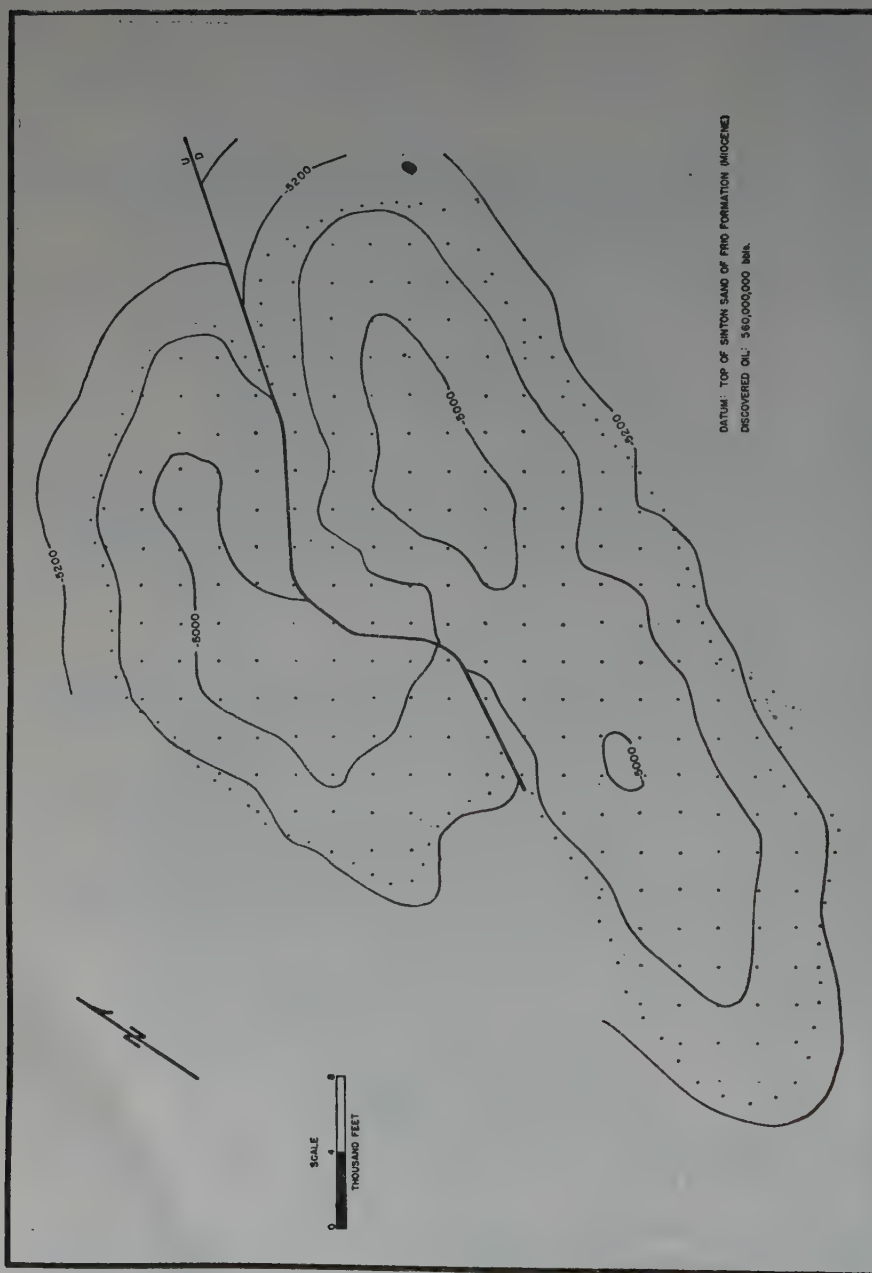 U
D
-5200
-5200
-5000
-5000
-5200
-5000
N
SCALE
0 4 8
THOUSAND FEET
DATUM: TOP OF SINTON SAND OF FRIO FORMATION (MIOCENE)
DISCOVERED OIL: 560,000,000 bbls.